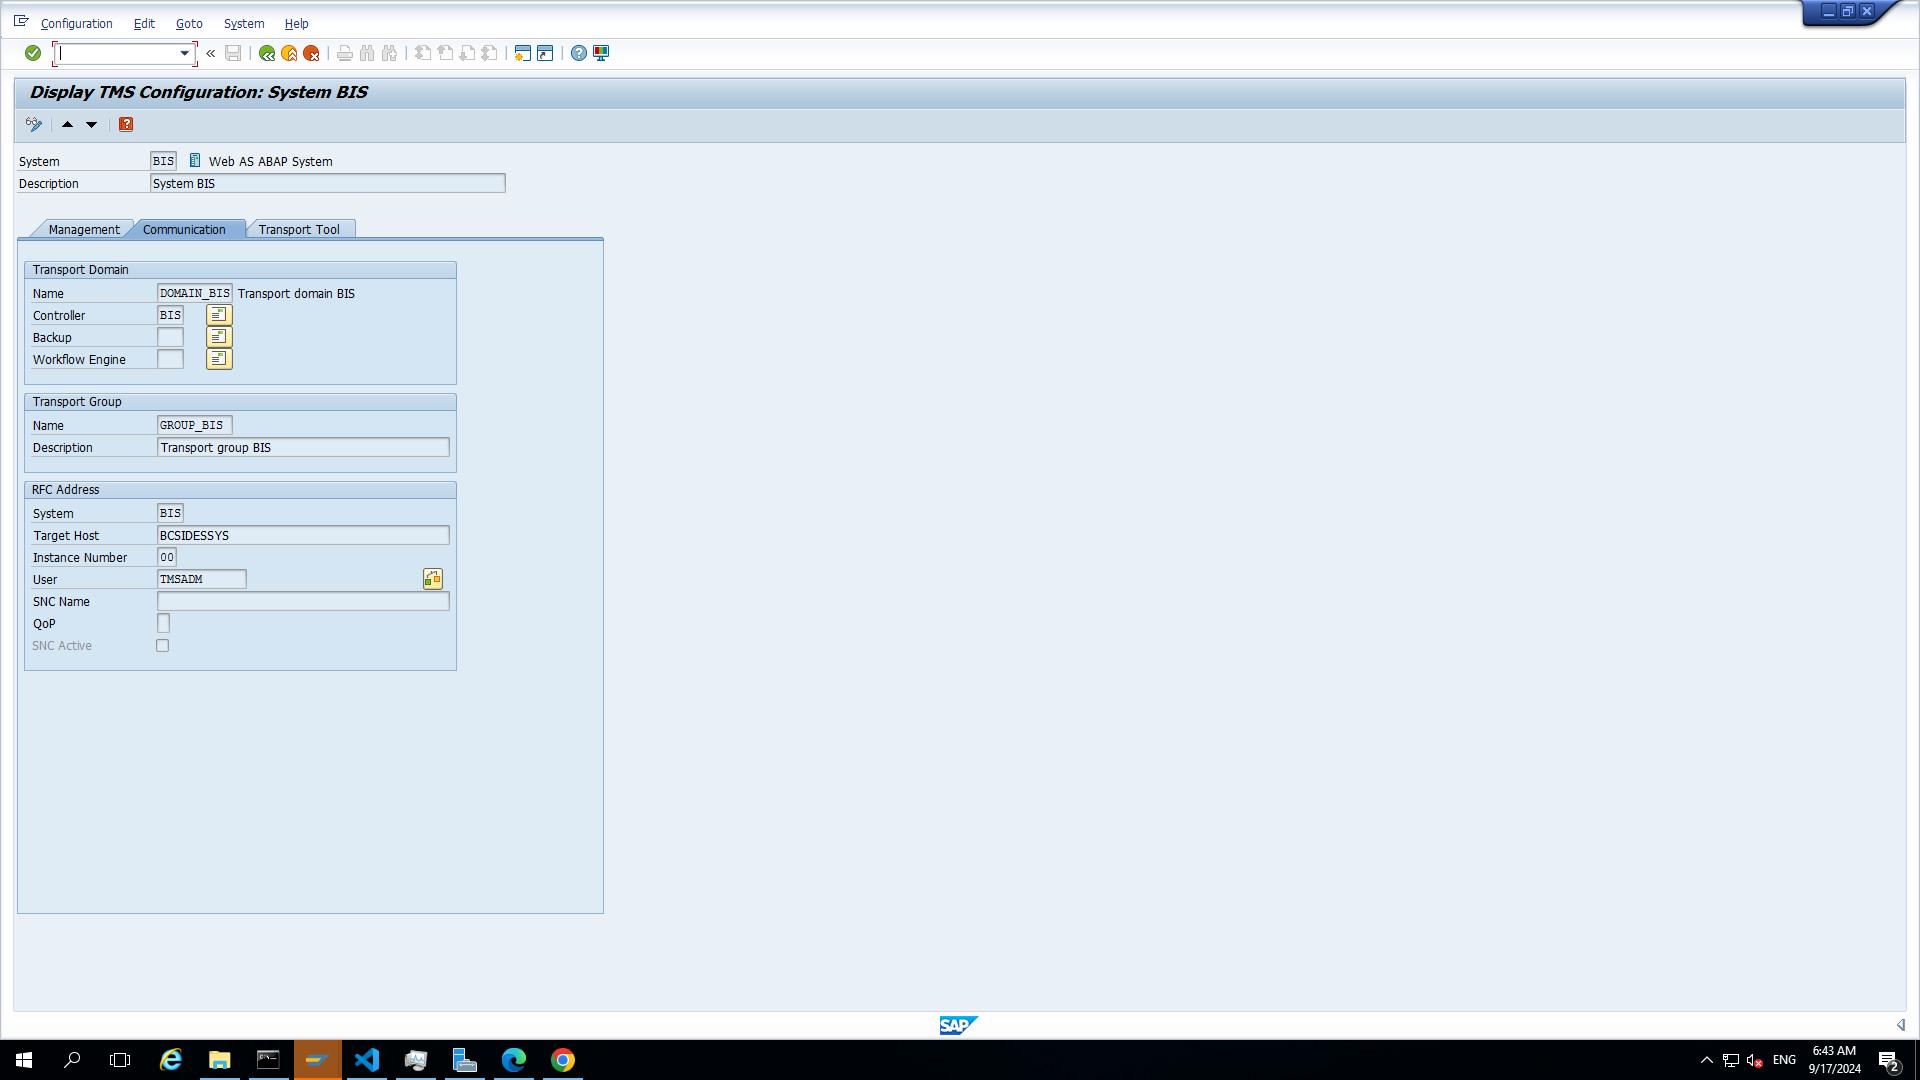 Configuration Edit Goto System Help
Display TMS Configuration: System BIS
System BIS Web AS ABAP System
Description System BIS
Management Communication Transport Tool
Transport Domain
Name DOMAIN_BIS Transport domain BIS
Controller BIS
Backup
Workflow Engine
Transport Group
Name GROUP_BIS
Description Transport group BIS
RFC Address
System BIS
Target Host BCSIDESSYS
Instance Number 00
User TMSADM
SNC Name
QoP
SNC Active
SAP
ENG
6:43 AM
9/17/2024
2